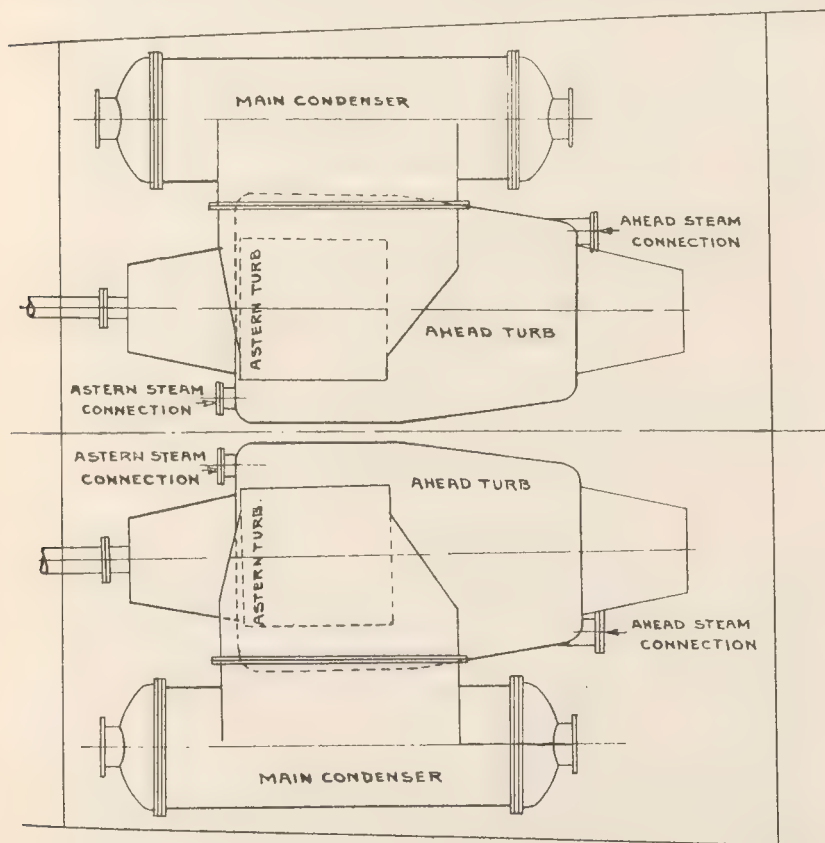 MAIN CONDENSER
AHEAD STEAM
CONNECTION
ASTERN TURB
AHEAD TURB
ASTERN STEAM
CONNECTION
ASTERN STEAM
CONNECTION
AHEAD TURB
ASTERN TURB.
AHEAD STEAM
CONNECTION
MAIN CONDENSER